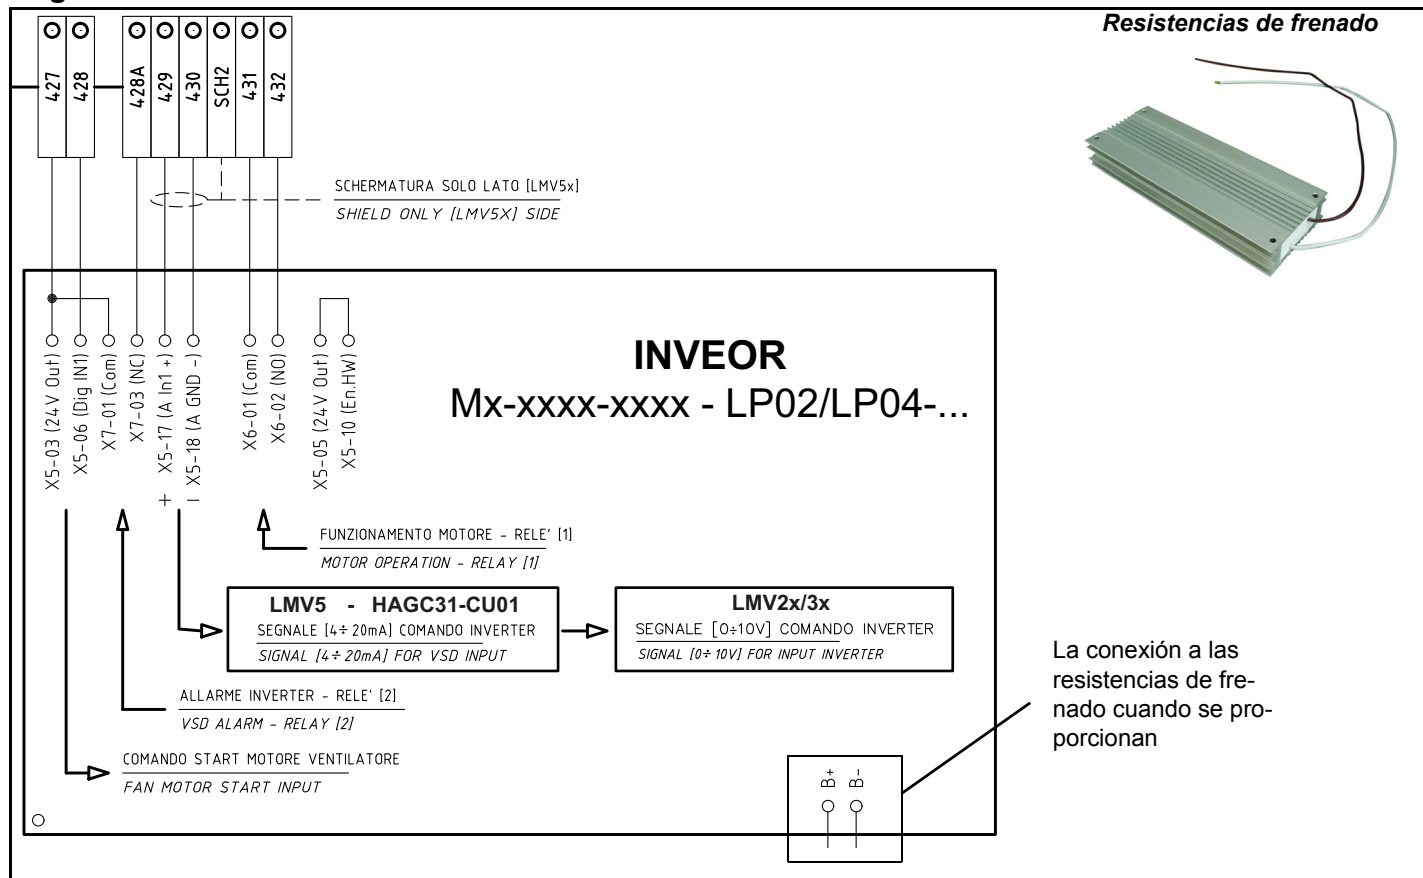 Resistencias de frenado
427
428
428A
429
430
SCH2
431
432
SCHERMATURA SOLO LATO [LMV5x]
SHIELD ONLY [LMV5X] SIDE
X5-03 (24V Out)
X5-06 (Dig IN1)
X7-01 (Com)
X7-03 (NC)
+ X5-17 (A In1 +)
– X5-18 (A GND -)
X6-01 (Com)
X6-02 (NO)
X5-05 (24V Out)
X5-10 (En.HW)
INVEOR
Mx-xxxx-xxxx - LP02/LP04-...
FUNZIONAMENTO MOTORE - RELE' [1]
MOTOR OPERATION - RELAY [1]
LMV5 - HAGC31-CU01
SEGNALE [4÷20mA] COMANDO INVERTER
SIGNAL [4÷20mA] FOR VSD INPUT
LMV2x/3x
SEGNALE [0÷10V] COMANDO INVERTER
SIGNAL [0÷10V] FOR INPUT INVERTER
ALLARME INVERTER - RELE' [2]
VSD ALARM - RELAY [2]
COMANDO START MOTORE VENTILATORE
FAN MOTOR START INPUT
B+
B-
La conexión a las
resistencias de fre-
nado cuando se pro-
porcionan